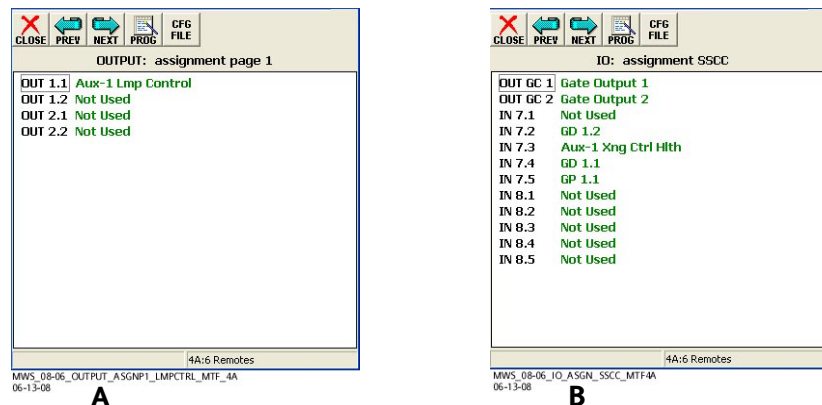 CLOSE PREV NEXT PROG CFG FILE
OUTPUT: assignment page 1
OUT 1.1 Aux-1 Lmp Control
OUT 1.2 Not Used
OUT 2.1 Not Used
OUT 2.2 Not Used
4A:6 Remotes
MWS_08-06_OUTPUT_ASGNP1_LMPCTRL_MTF_4A
06-13-08
A
CLOSE PREV NEXT PROG CFG FILE
IO: assignment SSCC
OUT GC 1 Gate Output 1
OUT GC 2 Gate Output 2
IN 7.1 Not Used
IN 7.2 GD 1.2
IN 7.3 Aux-1 Xng Ctrl Hlth
IN 7.4 GD 1.1
IN 7.5 GP 1.1
IN 8.1 Not Used
IN 8.2 Not Used
IN 8.3 Not Used
IN 8.4 Not Used
IN 8.5 Not Used
4A:6 Remotes
MWS_08-06_IO_ASGN_SSCC_MTF4A
06-13-08
B